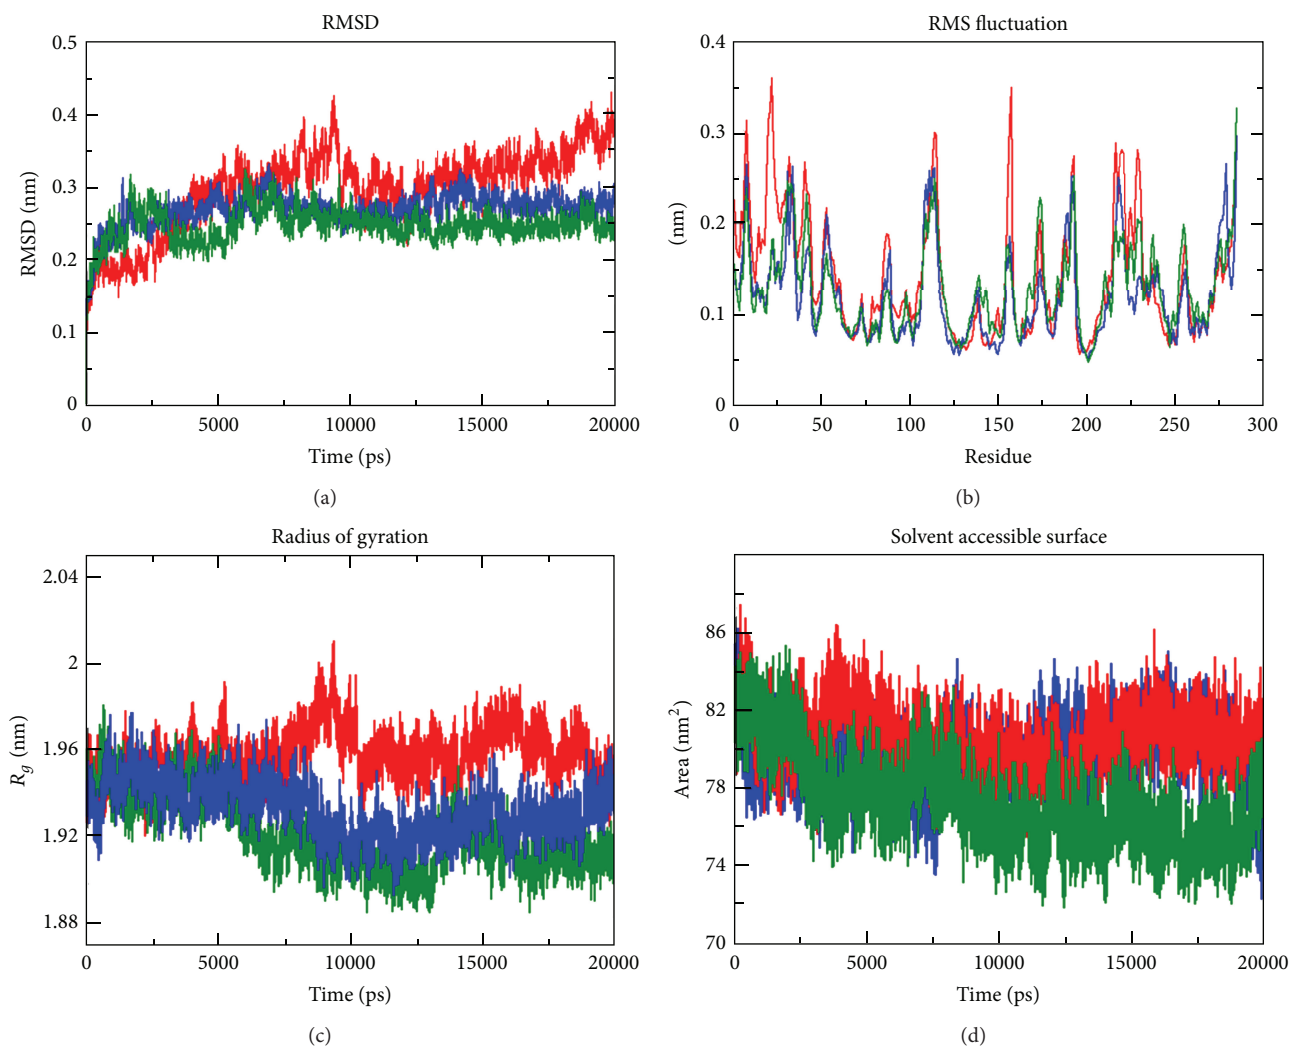 RMSD
0.5
0.4
0.3
0.2
0.1
0
RMSD (nm)
0 5000 10000 15000 20000
Time (ps)
(a)
RMS fluctuation
0.4
0.3
0.2
0.1
0
(nm)
0 50 100 150 200 250 300
Residue
(b)
Radius of gyration
2.04
2
1.96
1.92
1.88
Rg (nm)
0 5000 10000 15000 20000
Time (ps)
(c)
Solvent accessible surface
86
82
78
74
70
Area (nm²)
0 5000 10000 15000 20000
Time (ps)
(d)